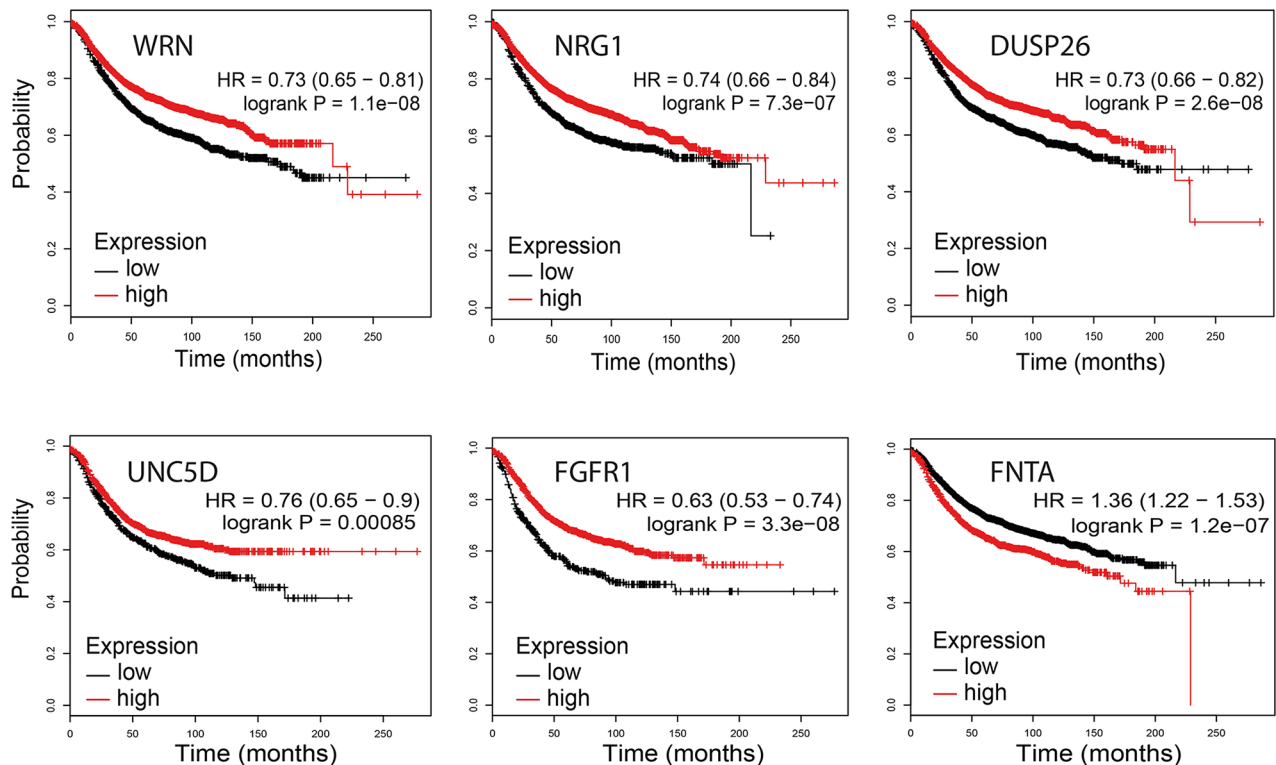 WRN
HR = 0.73 (0.65 – 0.81)
logrank P = 1.1e−08
Probability
1.0
0.8
0.6
0.4
0.2
0.0
Expression
low
high
0 50 100 150 200 250
Time (months)
NRG1
HR = 0.74 (0.66 – 0.84)
logrank P = 7.3e−07
1.0
0.8
0.6
0.4
0.2
0.0
Expression
low
high
0 50 100 150 200 250
Time (months)
DUSP26
HR = 0.73 (0.66 – 0.82)
logrank P = 2.6e−08
1.0
0.8
0.6
0.4
0.2
0.0
Expression
low
high
0 50 100 150 200 250
Time (months)
UNC5D
HR = 0.76 (0.65 – 0.9)
logrank P = 0.00085
Probability
1.0
0.8
0.6
0.4
0.2
0.0
Expression
low
high
0 50 100 150 200 250
Time (months)
FGFR1
HR = 0.63 (0.53 – 0.74)
logrank P = 3.3e−08
1.0
0.8
0.6
0.4
0.2
0.0
Expression
low
high
0 50 100 150 200 250
Time (months)
FNTA
HR = 1.36 (1.22 – 1.53)
logrank P = 1.2e−07
1.0
0.8
0.6
0.4
0.2
0.0
Expression
low
high
0 50 100 150 200 250
Time (months)